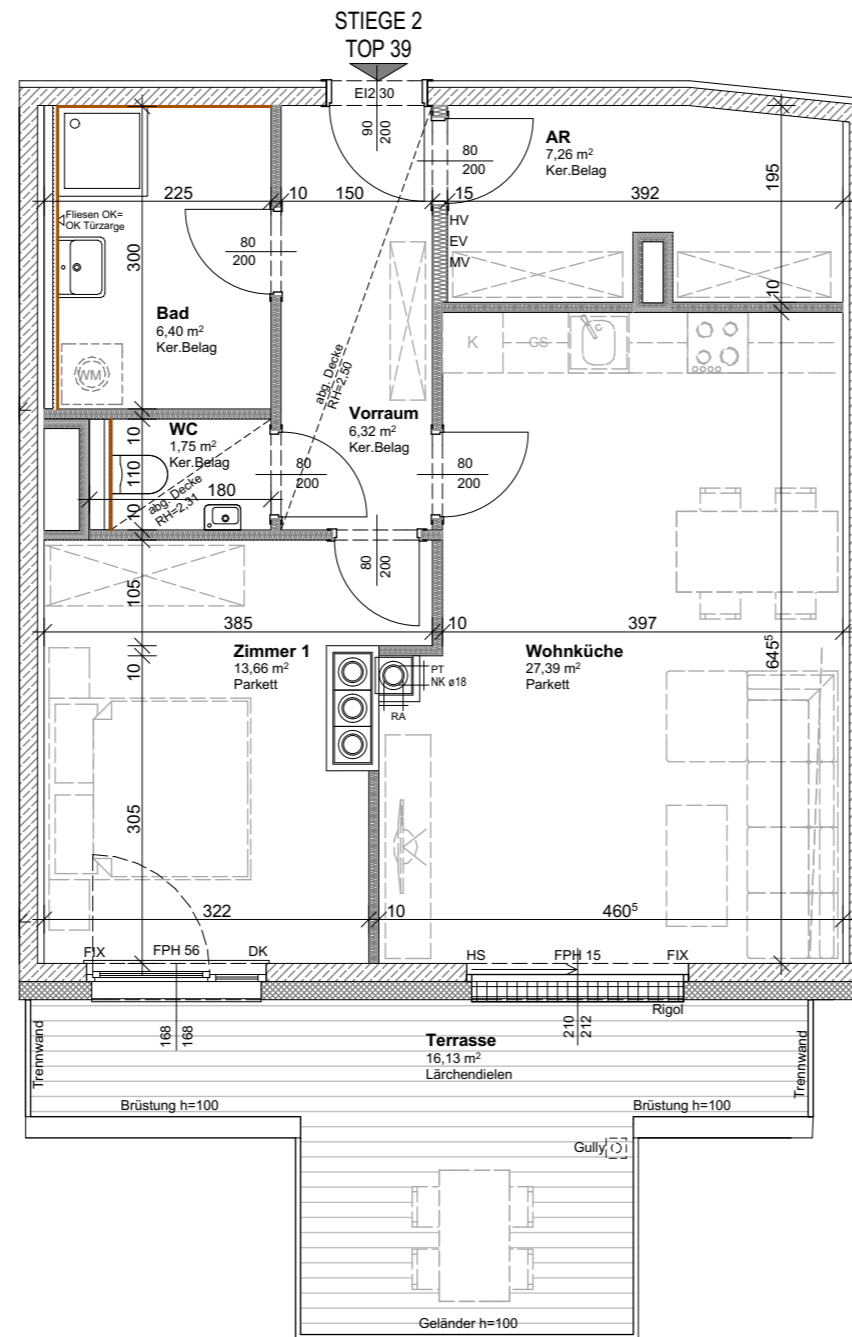 STIEGE 2
TOP 39
EI2 30
90
200
80
200
AR
7,26 m²
Ker.Belag
195
225
10
150
15
392
Fliesen OK=
OK Türzarge
HV
EV
MV
80
200
300
10
Bad
6,40 m²
Ker.Belag
K
GS
WM
abg. Decke
RH=2,50
Vorraum
6,32 m²
Ker.Belag
WC
1,75 m²
Ker.Belag
10
110
10
180
abg. Decke
RH=2,31
80
200
80
200
80
200
105
385
10
397
645⁵
Zimmer 1
13,66 m²
Parkett
Wohnküche
27,39 m²
Parkett
10
PT
NK ø18
RA
305
322
10
460⁵
FIX
FPH 56
DK
HS
FPH 15
FIX
168
168
210
212
Rigol
Terrasse
16,13 m²
Lärchendielen
Trennwand
Trennwand
Brüstung h=100
Brüstung h=100
Gully
Geländer h=100